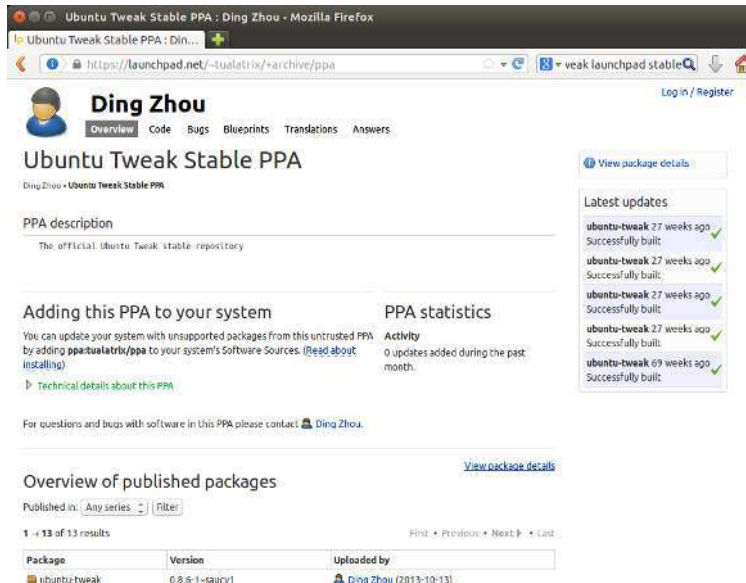 Ubuntu Tweak Stable PPA : Ding Zhou - Mozilla Firefox
Ubuntu Tweak Stable PPA : Din...
https://launchpad.net/~tualatrix/+archive/ppa
veak launchpad stable
Log in / Register
Ding Zhou
Overview Code Bugs Blueprints Translations Answers
Ubuntu Tweak Stable PPA
Ding Zhou • Ubuntu Tweak Stable PPA
View package details
Latest updates
ubuntu-tweak 27 weeks ago
Successfully built
ubuntu-tweak 27 weeks ago
Successfully built
ubuntu-tweak 27 weeks ago
Successfully built
ubuntu-tweak 27 weeks ago
Successfully built
ubuntu-tweak 69 weeks ago
Successfully built
PPA description
The official Ubuntu Tweak stable repository
Adding this PPA to your system
You can update your system with unsupported packages from this untrusted PPA
by adding ppa:tualatrix/ppa to your system's Software Sources. (Read about
installing)
Technical details about this PPA
PPA statistics
Activity
0 updates added during the past
month.
For questions and bugs with software in this PPA please contact Ding Zhou.
View package details
Overview of published packages
Published in: Any series Filter
1 → 13 of 13 results
First • Previous • Next • Last
Package Version Uploaded by
ubuntu-tweak 0.8.6-1~saucy1 Ding Zhou (2013-10-13)